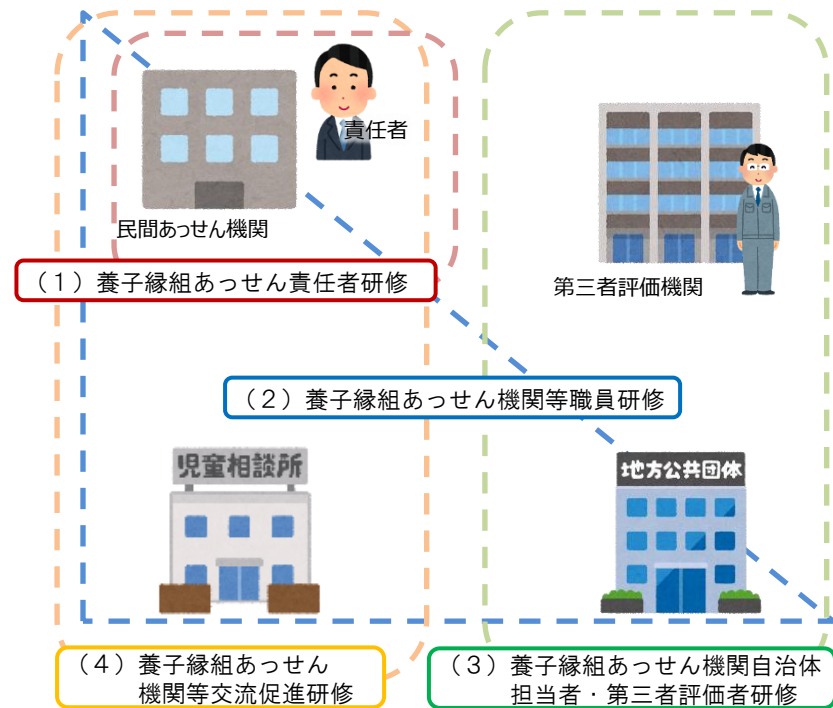 責任者
民間あっせん機関
（１）養子縁組あっせん責任者研修
第三者評価機関
（２）養子縁組あっせん機関等職員研修
児童相談所
地方公共団体
（４）養子縁組あっせん
機関等交流促進研修
（３）養子縁組あっせん機関自治体
担当者・第三者評価者研修